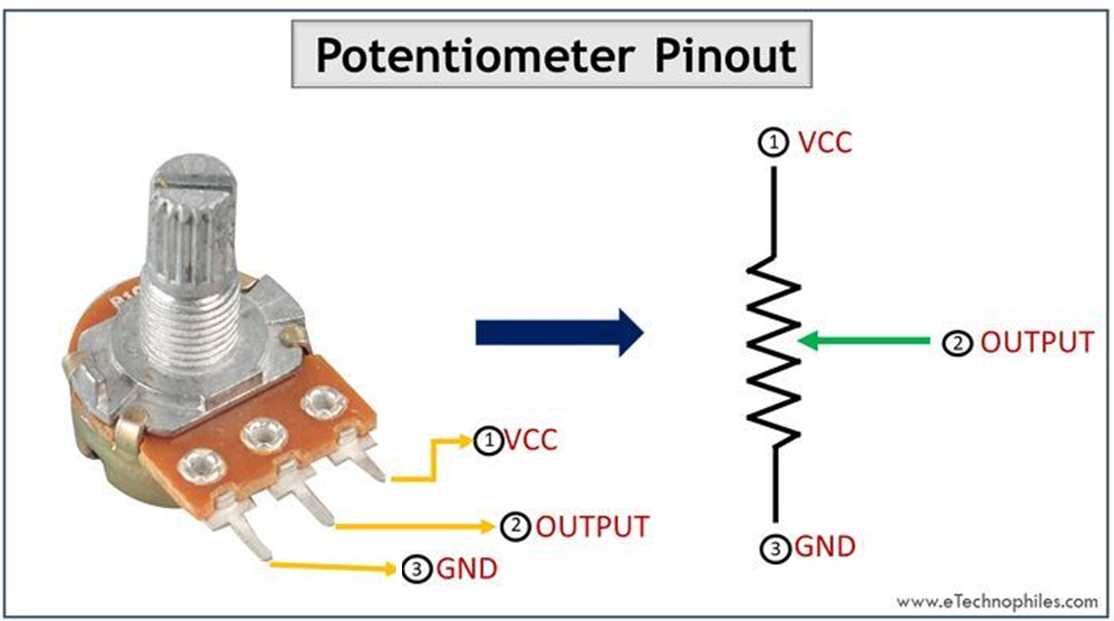 Potentiometer Pinout
1 VCC
2 OUTPUT
3 GND
1 VCC
2 OUTPUT
3 GND
www.eTechnophiles.com